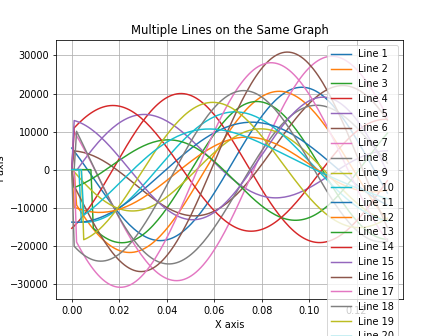 Multiple Lines on the Same Graph
30000
20000
10000
0
−10000
−20000
−30000
0.00 0.02 0.04 0.06 0.08 0.10
X axis
Line 1
Line 2
Line 3
Line 4
Line 5
Line 6
Line 7
Line 8
Line 9
Line 10
Line 11
Line 12
Line 13
Line 14
Line 15
Line 16
Line 17
Line 18
Line 19
Line 20